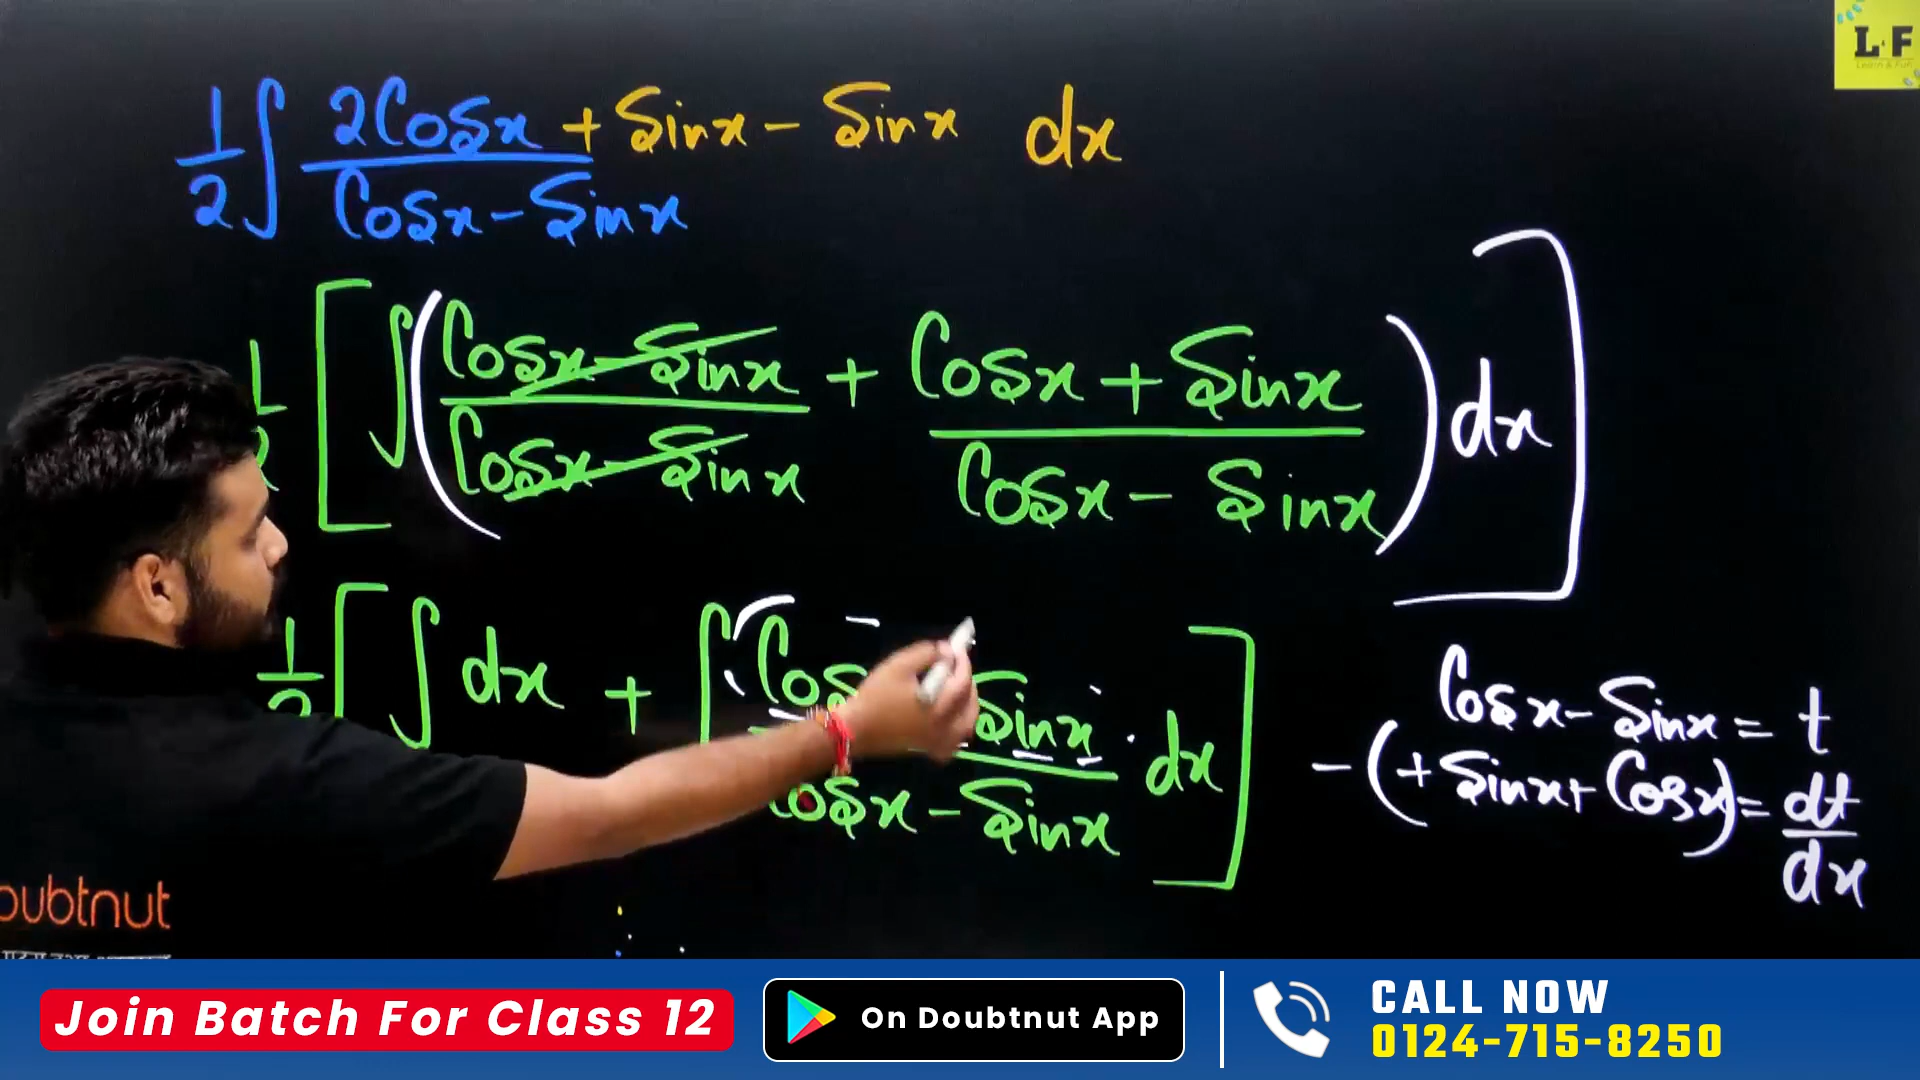 L·F
Learn & Fun
1/2 ∫ (2Cosx + Sinx - Sinx)/(Cosx - Sinx) dx
1/2 [ ∫ ( (Cosx - Sinx)/(Cosx - Sinx) + (Cosx + Sinx)/(Cosx - Sinx) ) dx ]
1/2 [ ∫ dx + ∫ (Cos Sinx)/(Cosx - Sinx) · dx ]
Cosx - Sinx = t
-(+Sinx+Cosx) = dt/dx
oubtnut
Join Batch For Class 12
On Doubtnut App
CALL NOW
0124-715-8250